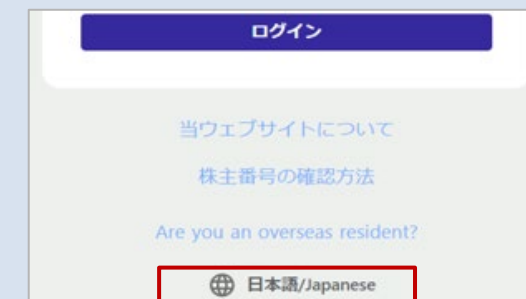 ログイン
当ウェブサイトについて
株主番号の確認方法
Are you an overseas resident?
日本語/Japanese